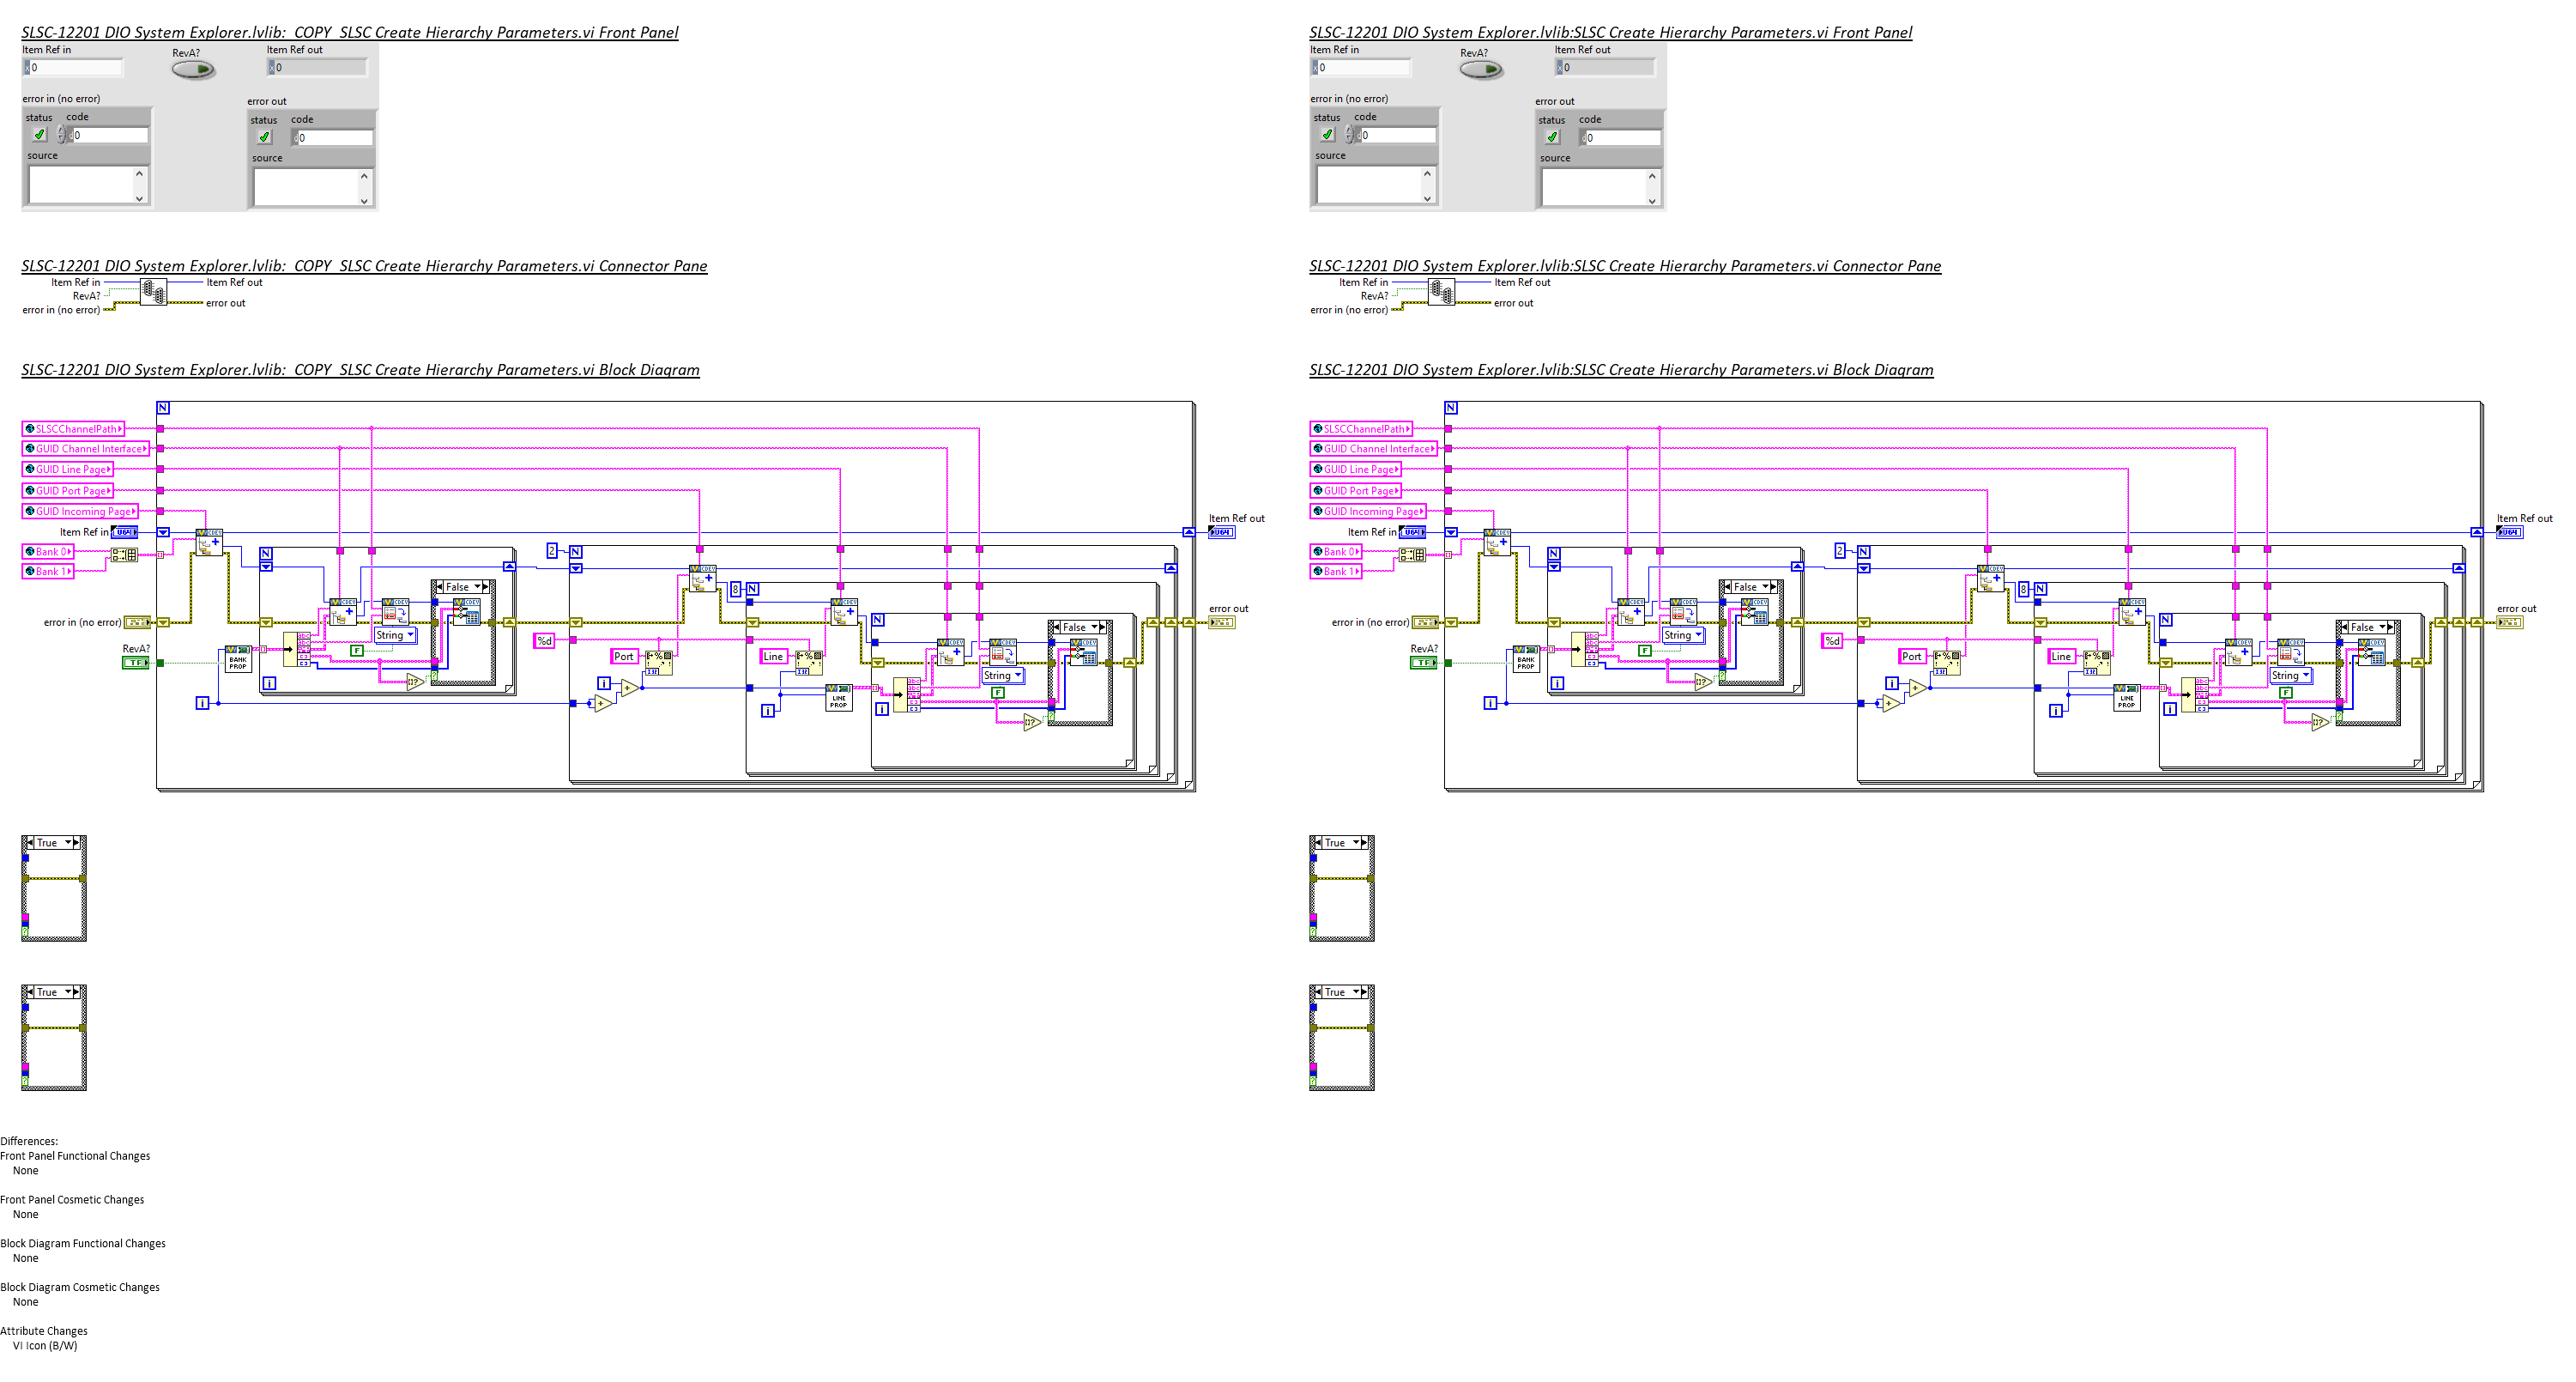 SLSC-12201 DIO System Explorer.lvlib:_COPY_SLSC Create Hierarchy Parameters.vi Front Panel
Item Ref in
RevA?
Item Ref out
0
0
error in (no error)
error out
status
code
0
status
code
0
source
source
SLSC-12201 DIO System Explorer.lvlib:_COPY_SLSC Create Hierarchy Parameters.vi Connector Pane
Item Ref in
Item Ref out
RevA?
error in (no error)
error out
SLSC-12201 DIO System Explorer.lvlib:_COPY_SLSC Create Hierarchy Parameters.vi Block Diagram
N
SLSCChannelPath
GUID Channel Interface
GUID Line Page
GUID Port Page
GUID Incoming Page
Item Ref in
U64
Item Ref out
U64
Bank 0
Bank 1
N
2
N
8
N
N
False
False
error in (no error)
error out
String
String
F
F
%d
RevA?
TF
BANK PROP
Port
Line
LINE PROP
i
i
i
i
i
True
True
SLSC-12201 DIO System Explorer.lvlib:SLSC Create Hierarchy Parameters.vi Front Panel
Item Ref in
RevA?
Item Ref out
0
0
error in (no error)
error out
status
code
0
status
code
0
source
source
SLSC-12201 DIO System Explorer.lvlib:SLSC Create Hierarchy Parameters.vi Connector Pane
Item Ref in
Item Ref out
RevA?
error in (no error)
error out
SLSC-12201 DIO System Explorer.lvlib:SLSC Create Hierarchy Parameters.vi Block Diagram
N
SLSCChannelPath
GUID Channel Interface
GUID Line Page
GUID Port Page
GUID Incoming Page
Item Ref in
U64
Item Ref out
U64
Bank 0
Bank 1
N
2
N
8
N
N
False
False
error in (no error)
error out
String
String
F
F
%d
RevA?
TF
BANK PROP
Port
Line
LINE PROP
i
i
i
i
i
True
True
Differences:
Front Panel Functional Changes
None
Front Panel Cosmetic Changes
None
Block Diagram Functional Changes
None
Block Diagram Cosmetic Changes
None
Attribute Changes
VI Icon (B/W)